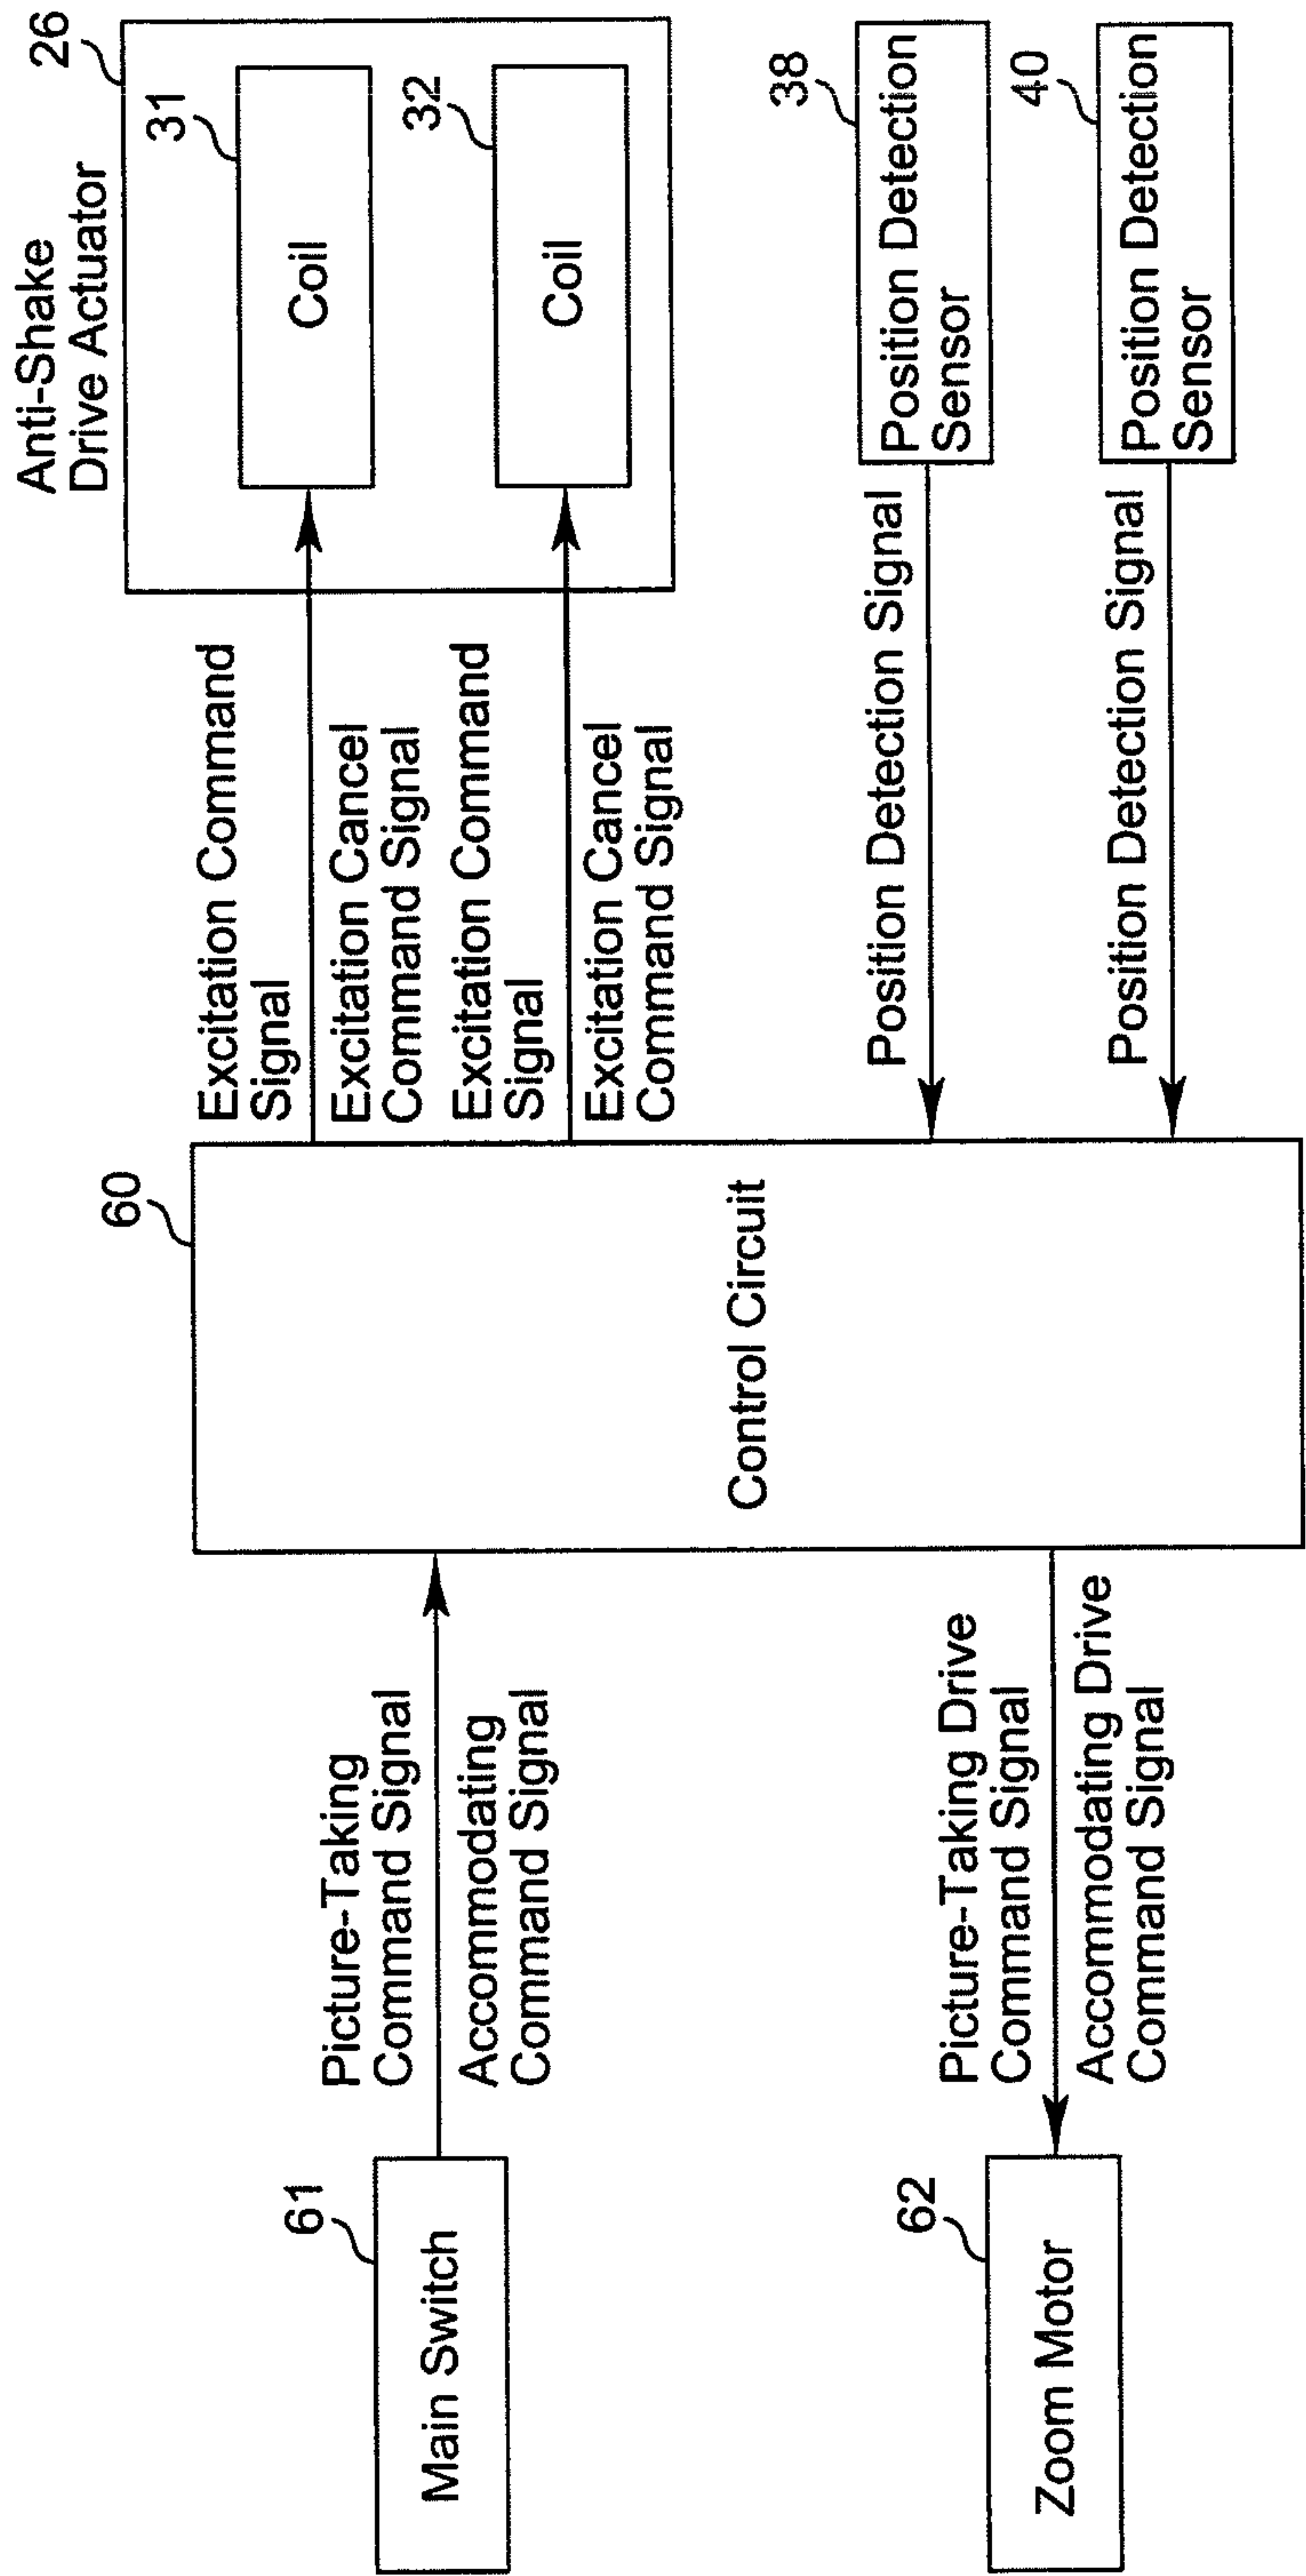 61
Main Switch
Picture-Taking
Command Signal
Accommodating
Command Signal
62
Zoom Motor
Picture-Taking Drive
Command Signal
Accommodating Drive
Command Signal
60
Control Circuit
Excitation Command
Signal
Excitation Cancel
Command Signal
Excitation Command
Signal
Excitation Cancel
Command Signal
Position Detection Signal
Position Detection Signal
Anti-Shake
Drive Actuator
26
31
Coil
32
Coil
38
Position Detection
Sensor
40
Position Detection
Sensor